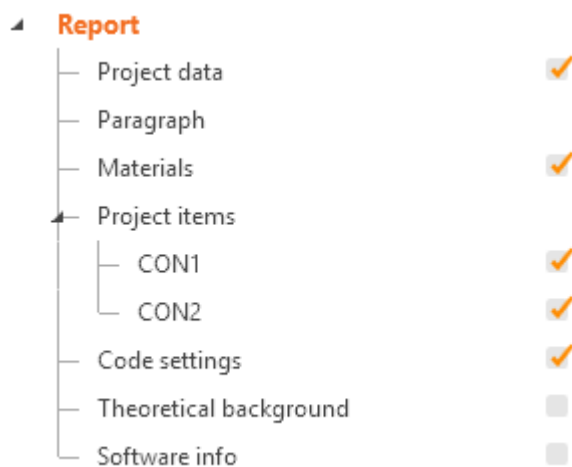 Report
Project data
Paragraph
Materials
Project items
CON1
CON2
Code settings
Theoretical background
Software info